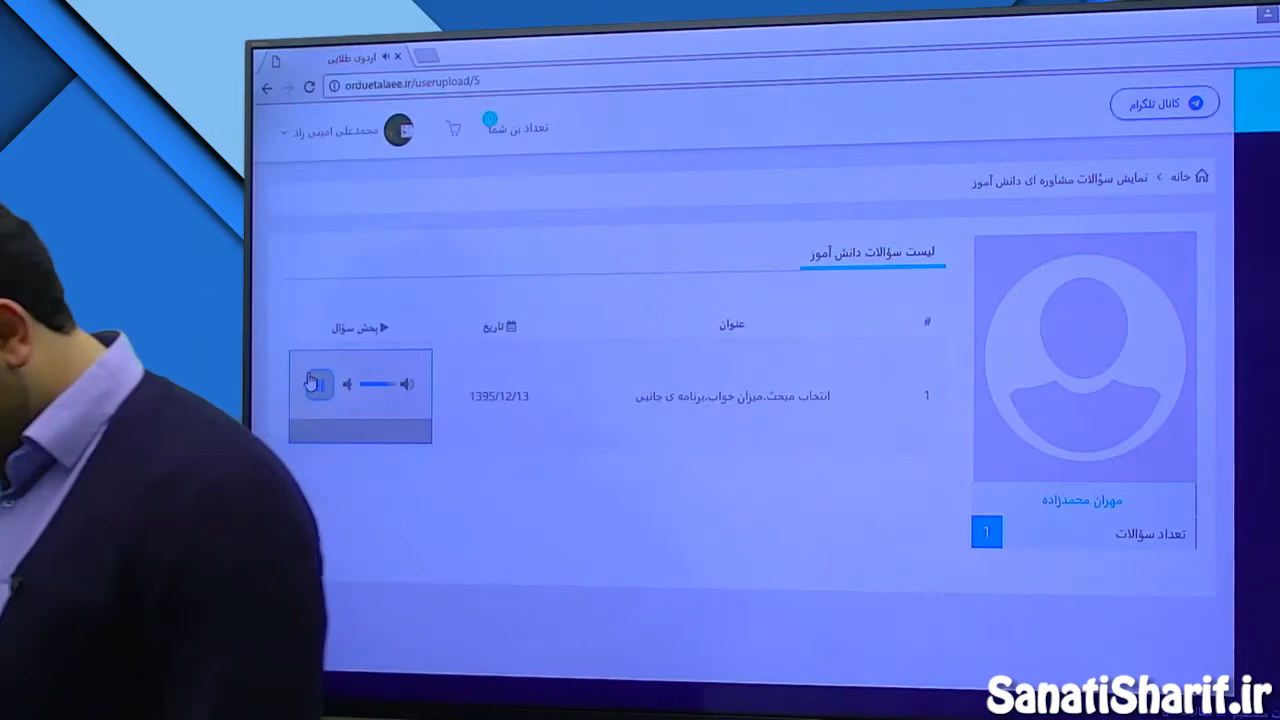 اردوی طلایی
orduetalaee.ir/userupload/5
کانال تلگرام
تعداد بن شما
محمدعلی امینی راد
خانه > نمایش سؤالات مشاوره ای دانش آموز
لیست سؤالات دانش آموز
# عنوان تاریخ پخش سؤال
1 انتخاب مبحث.میزان خواب.برنامه ی جانبی 1395/12/13
مهران محمدزاده
تعداد سؤالات 1
SanatiSharif.ir